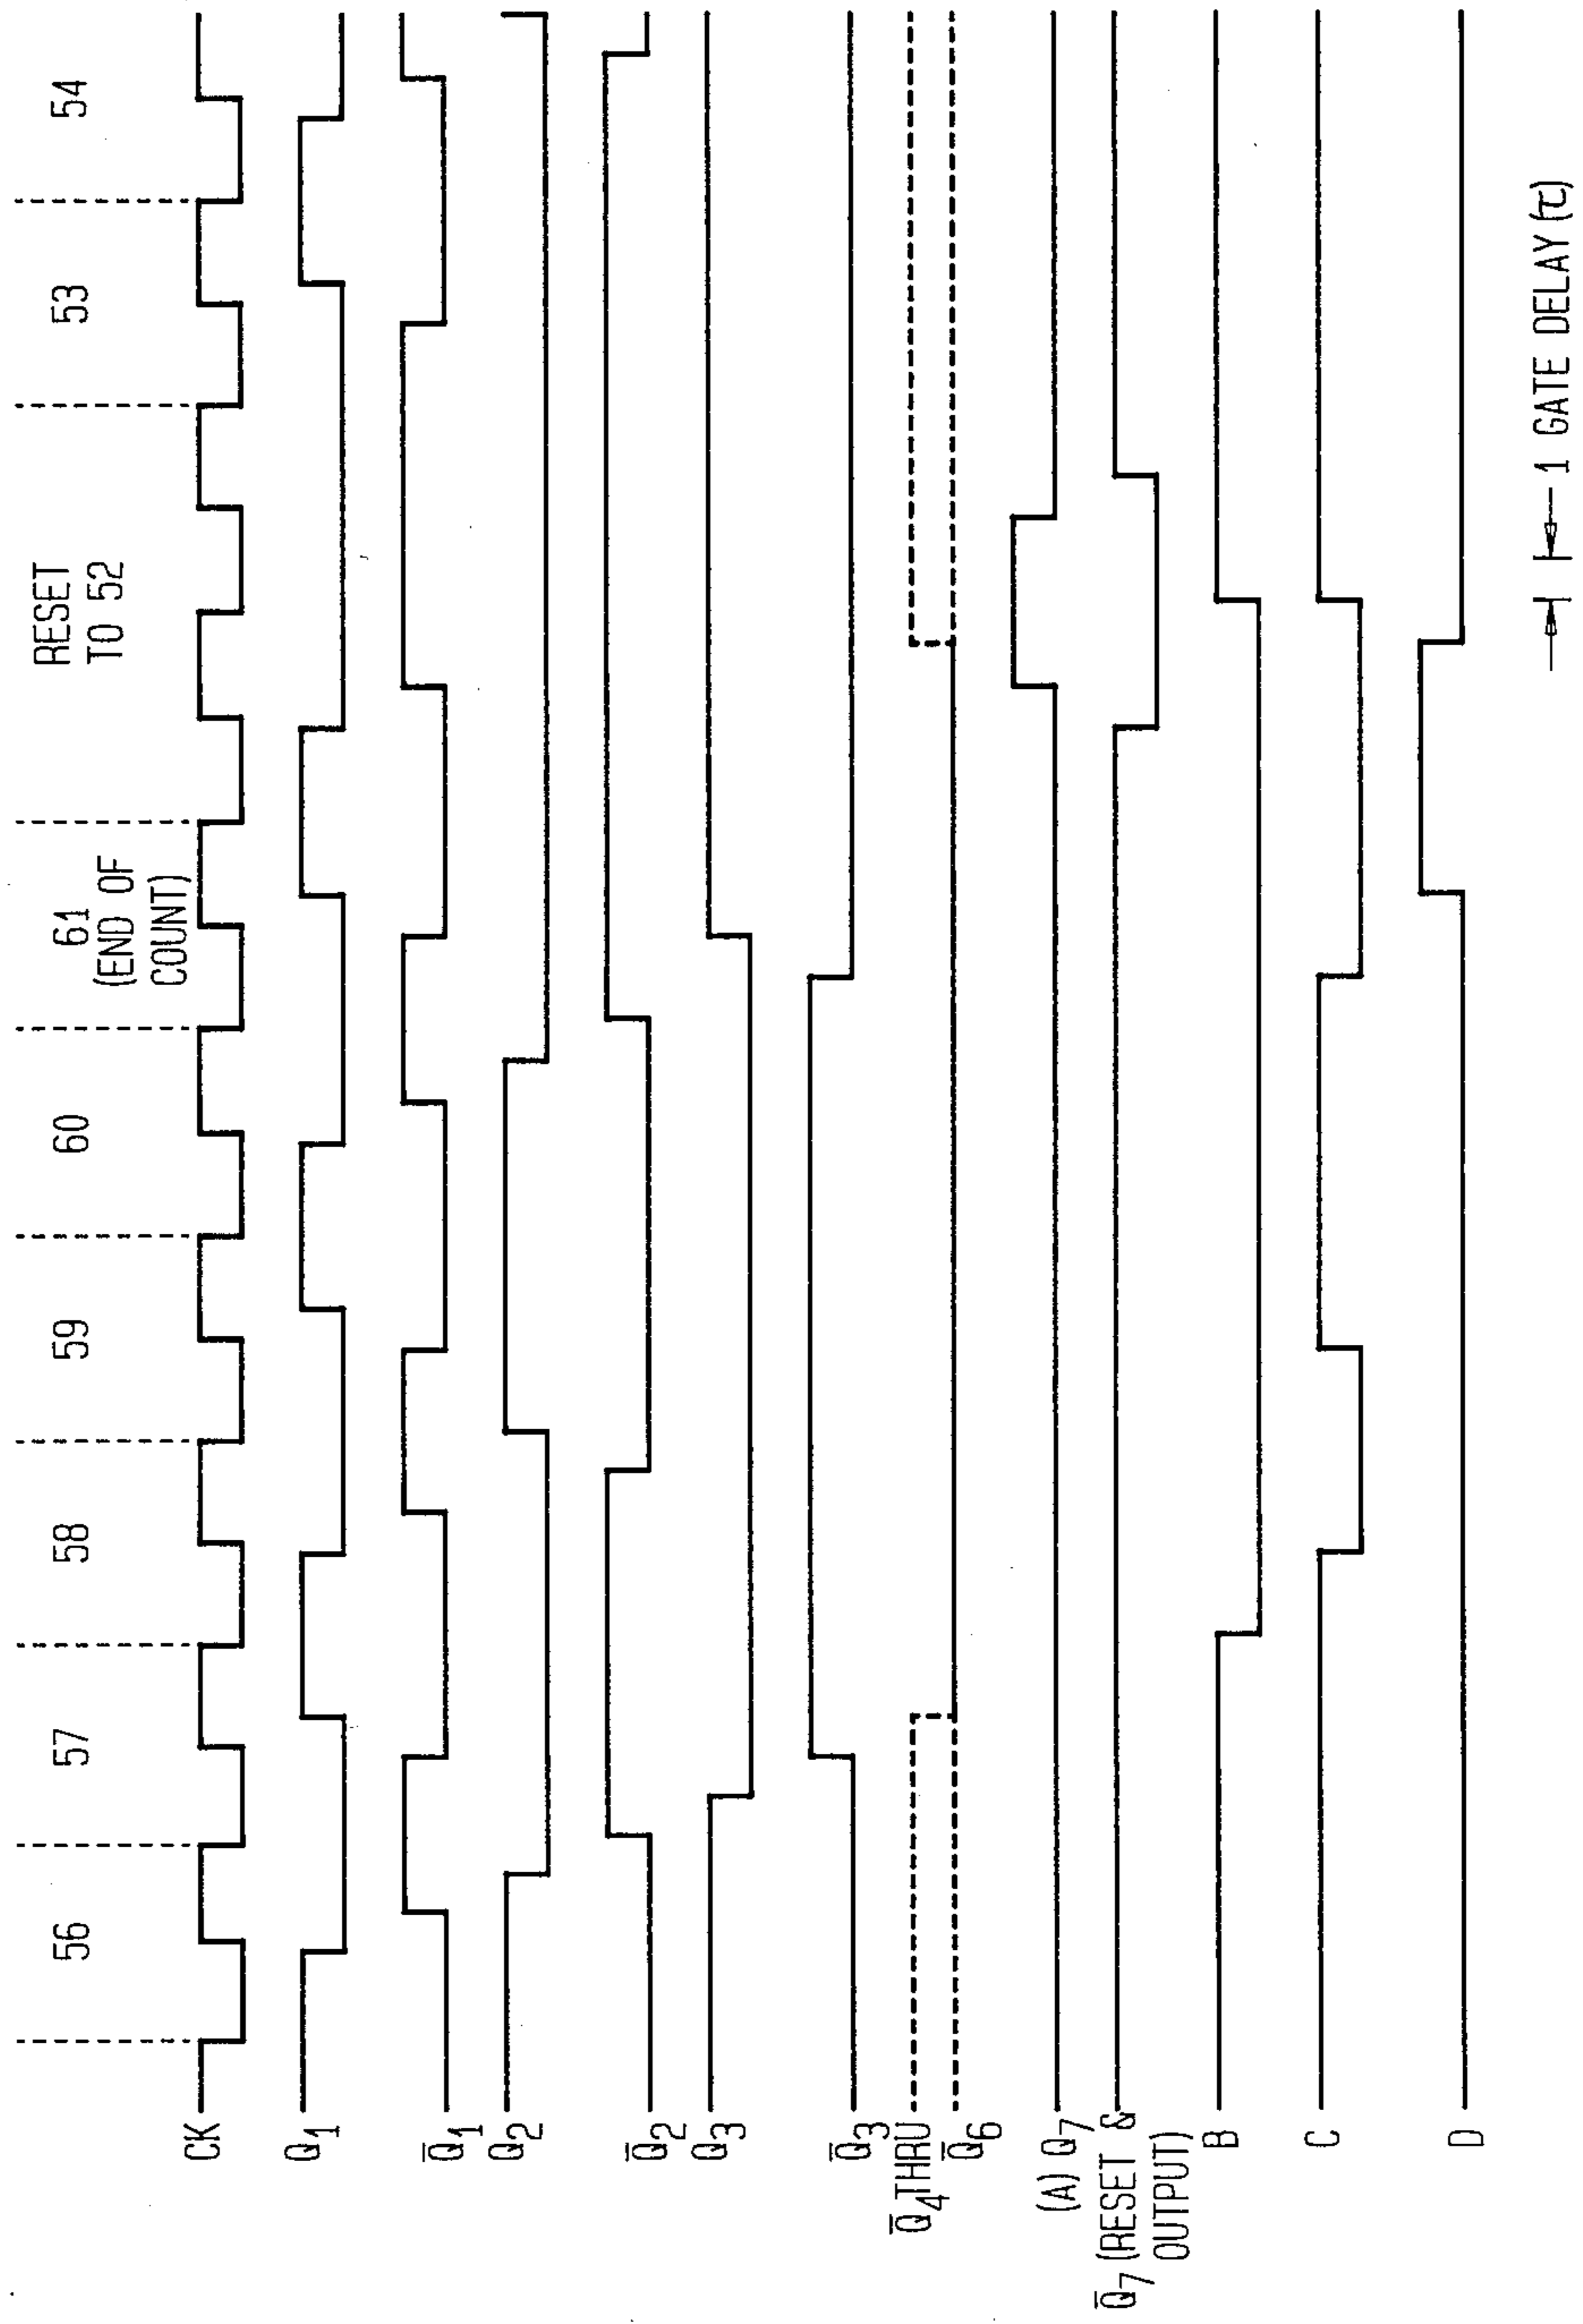 56
57
58
59
60
61
(END OF
COUNT)
RESET
TO 52
53
54
CK
Q1
Q̅1
Q2
Q̅2
Q3
Q̅3
Q̅4 THRU
Q̅6
(A) Q7
Q̅7 (RESET &
OUTPUT)
B
C
D
1 GATE DELAY (τ)